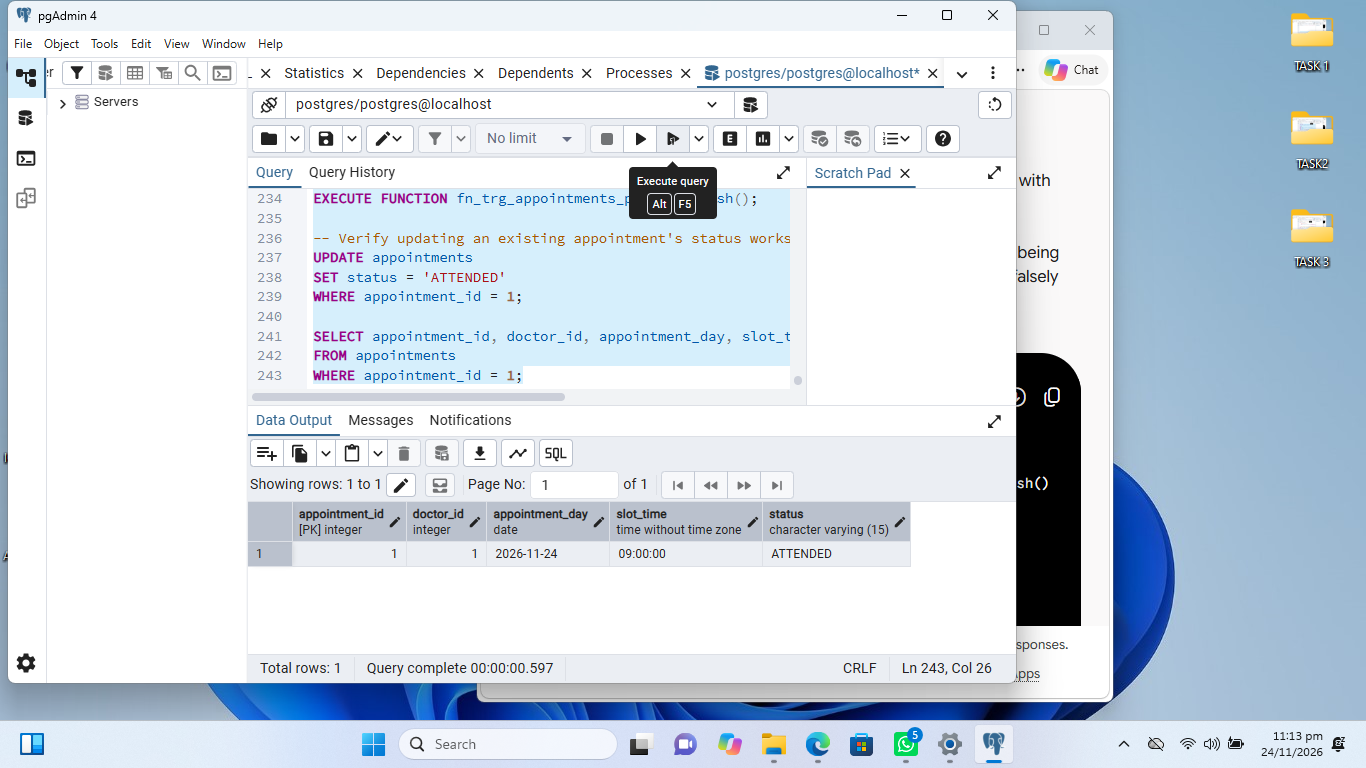 pgAdmin 4
File Object Tools Edit View Window Help
Statistics Dependencies Dependents Processes postgres/postgres@localhost*
Servers
postgres/postgres@localhost
No limit
E
Query Query History
Scratch Pad
Execute query
Alt F5
234 EXECUTE FUNCTION fn_trg_appointments_p sh();
235
236 -- Verify updating an existing appointment's status works
237 UPDATE appointments
238 SET status = 'ATTENDED'
239 WHERE appointment_id = 1;
240
241 SELECT appointment_id, doctor_id, appointment_day, slot_t
242 FROM appointments
243 WHERE appointment_id = 1;
Data Output Messages Notifications
SQL
Showing rows: 1 to 1 Page No: 1 of 1
appointment_id doctor_id appointment_day slot_time status
[PK] integer integer date time without time zone character varying (15)
1 1 1 2026-11-24 09:00:00 ATTENDED
Total rows: 1 Query complete 00:00:00.597 CRLF Ln 243, Col 26
Chat
with
being
falsely
sh()
sponses.
Apps
TASK 1
TASK2
TASK 3
Search
5
11:13 pm
24/11/2026